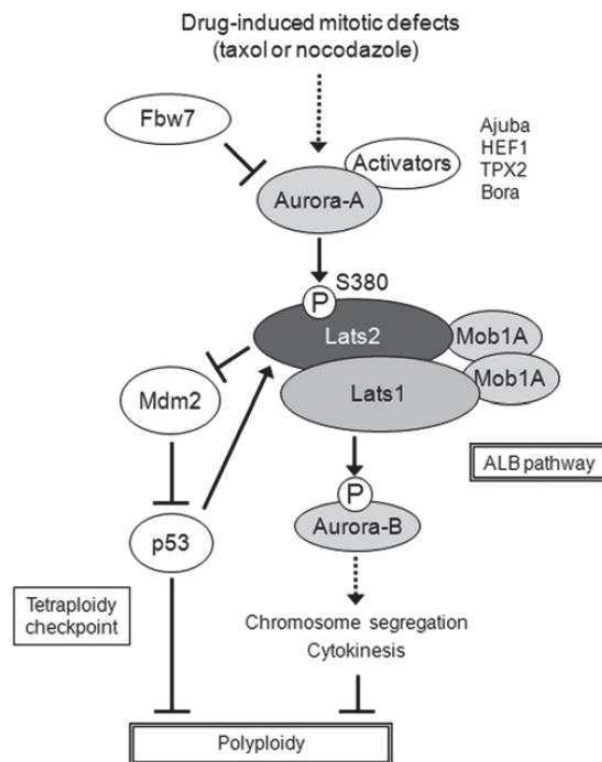 Drug-induced mitotic defects
(taxol or nocodazole)
Fbw7
Activators
Ajuba
HEF1
TPX2
Bora
Aurora-A
S380
P
Lats2
Mob1A
Mob1A
Lats1
Mdm2
ALB pathway
P
Aurora-B
p53
Tetraploidy
checkpoint
Chromosome segregation
Cytokinesis
Polyploidy